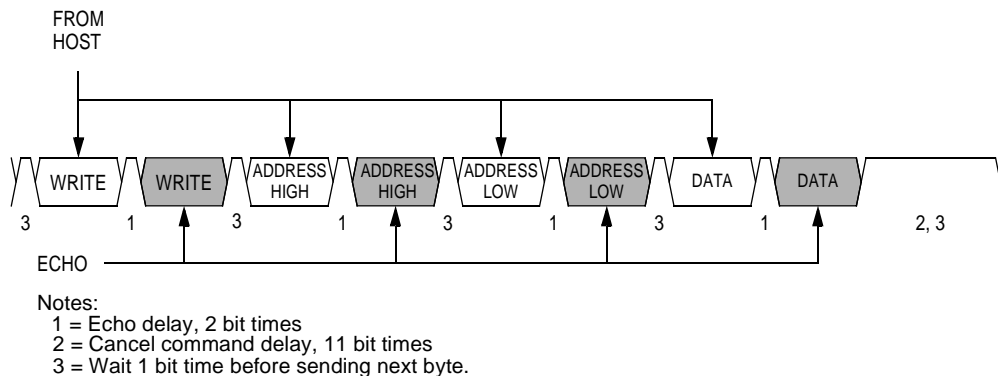 FROM
HOST
WRITE WRITE ADDRESS HIGH ADDRESS HIGH ADDRESS LOW ADDRESS LOW DATA DATA
3 1 3 1 3 1 3 1 2, 3
ECHO
Notes:
1 = Echo delay, 2 bit times
2 = Cancel command delay, 11 bit times
3 = Wait 1 bit time before sending next byte.